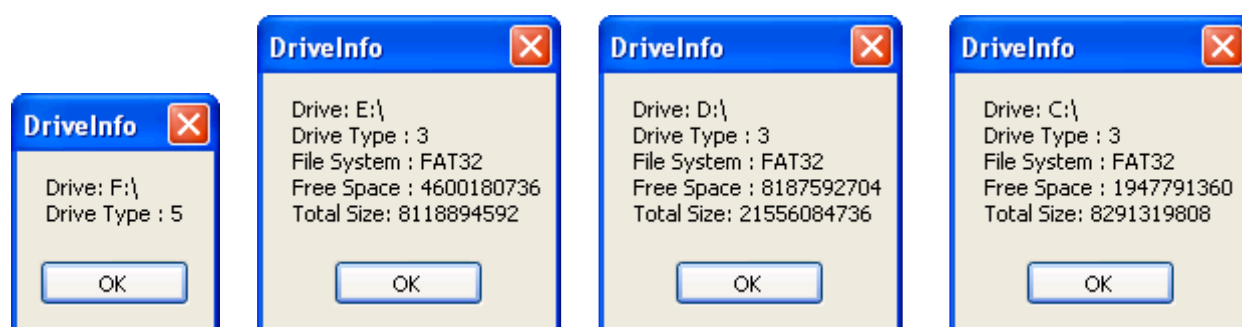 DriveInfo
Drive: F:\
Drive Type : 5
OK
DriveInfo
Drive: E:\
Drive Type : 3
File System : FAT32
Free Space : 4600180736
Total Size: 8118894592
OK
DriveInfo
Drive: D:\
Drive Type : 3
File System : FAT32
Free Space : 8187592704
Total Size: 21556084736
OK
DriveInfo
Drive: C:\
Drive Type : 3
File System : FAT32
Free Space : 1947791360
Total Size: 8291319808
OK